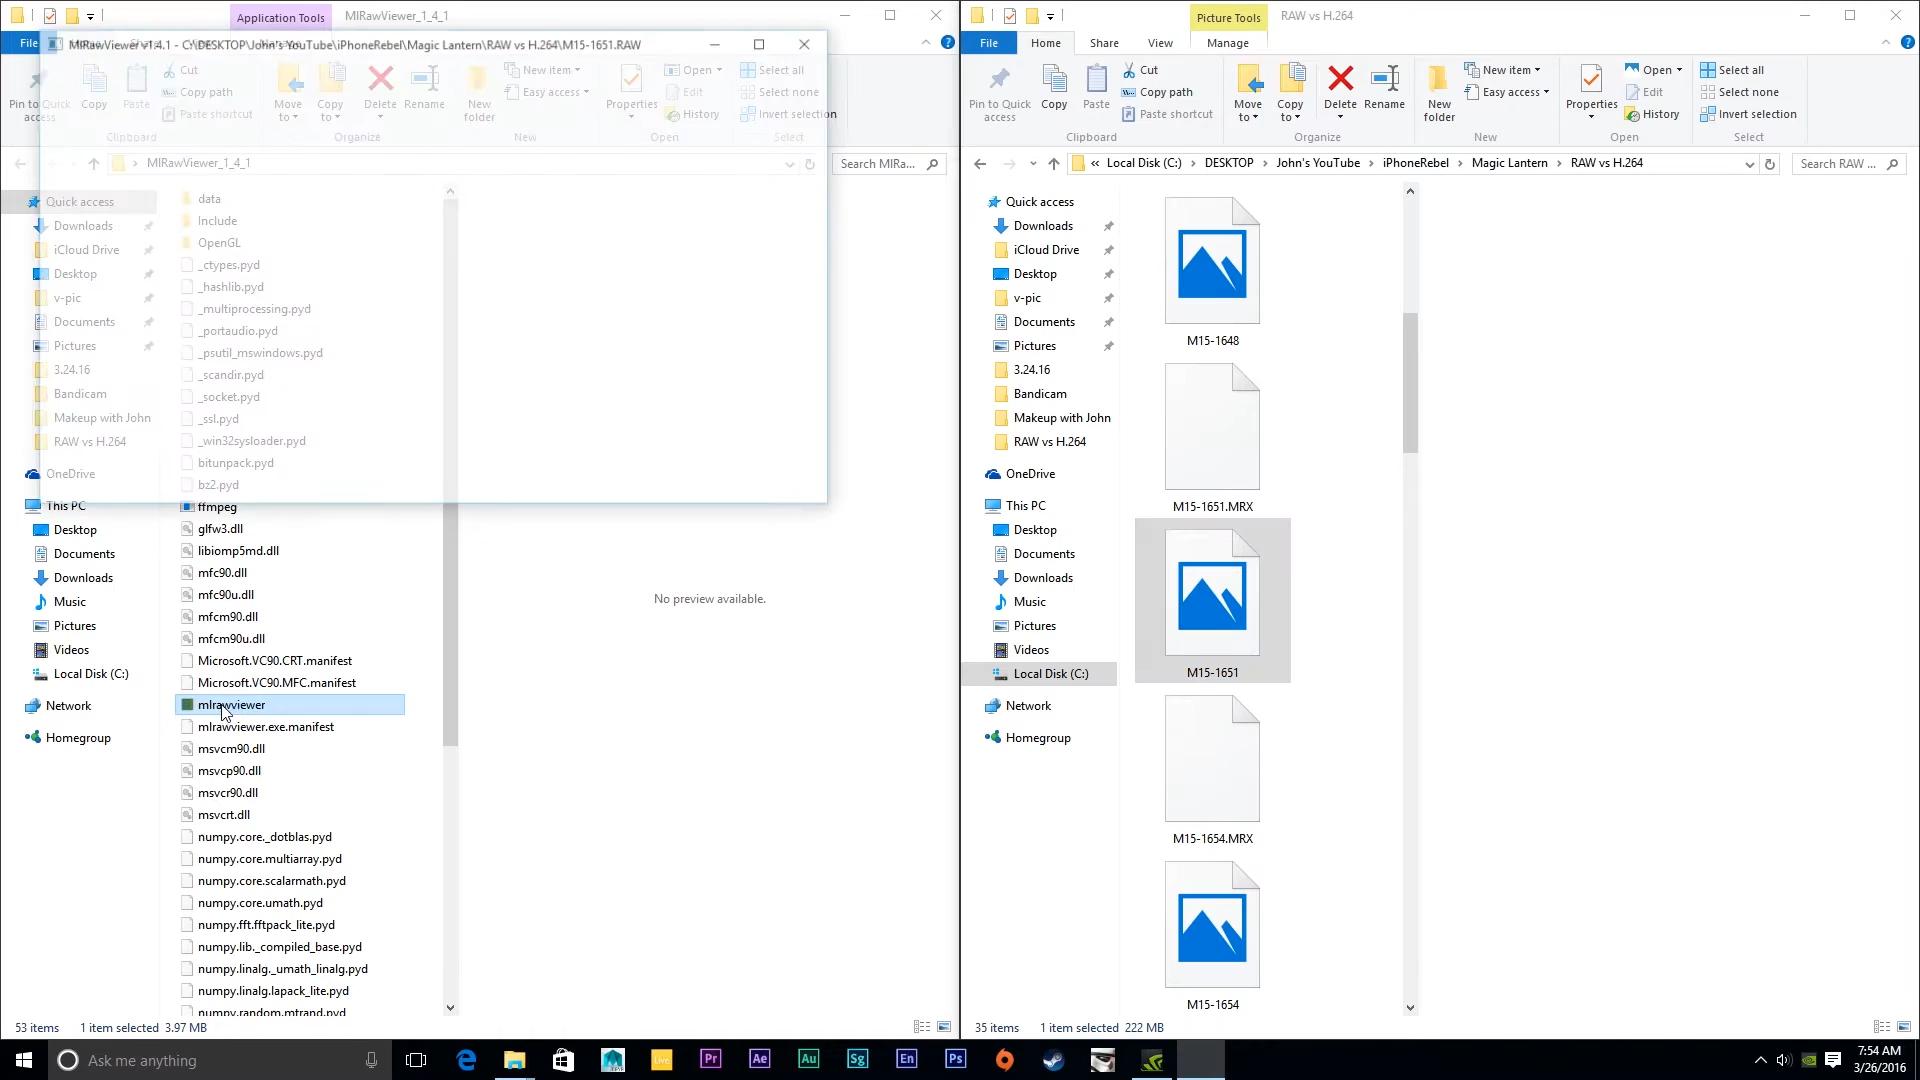 Application Tools
MlRawViewer_1_4_1
File
MlRawViewer v1.4.1 - C:\DESKTOP\John's YouTube\iPhoneRebel\Magic Lantern\RAW vs H.264\M15-1651.RAW
Pin to Quick access
Copy
Paste
Cut
Copy path
Paste shortcut
Clipboard
Move to
Copy to
Delete
Rename
Organize
New folder
New item
Easy access
New
Properties
Open
Edit
History
Open
Select all
Select none
Invert selection
Select
MlRawViewer_1_4_1
Search MlRa...
Quick access
Downloads
iCloud Drive
Desktop
v-pic
Documents
Pictures
3.24.16
Bandicam
Makeup with John
RAW vs H.264
OneDrive
This PC
Desktop
Documents
Downloads
Music
Pictures
Videos
Local Disk (C:)
Network
Homegroup
data
Include
OpenGL
_ctypes.pyd
_hashlib.pyd
_multiprocessing.pyd
_portaudio.pyd
_psutil_mswindows.pyd
_scandir.pyd
_socket.pyd
_ssl.pyd
_win32sysloader.pyd
bitunpack.pyd
bz2.pyd
ffmpeg
glfw3.dll
libiomp5md.dll
mfc90.dll
mfc90u.dll
mfcm90.dll
mfcm90u.dll
Microsoft.VC90.CRT.manifest
Microsoft.VC90.MFC.manifest
mlrawviewer
mlrawviewer.exe.manifest
msvcm90.dll
msvcp90.dll
msvcr90.dll
msvcrt.dll
numpy.core._dotblas.pyd
numpy.core.multiarray.pyd
numpy.core.scalarmath.pyd
numpy.core.umath.pyd
numpy.fft.fftpack_lite.pyd
numpy.lib._compiled_base.pyd
numpy.linalg._umath_linalg.pyd
numpy.linalg.lapack_lite.pyd
numpy.random.mtrand.pyd
No preview available.
53 items 1 item selected 3.97 MB
Picture Tools
RAW vs H.264
File Home Share View Manage
Pin to Quick access
Copy
Paste
Cut
Copy path
Paste shortcut
Clipboard
Move to
Copy to
Delete
Rename
Organize
New folder
New item
Easy access
New
Properties
Open
Edit
History
Open
Select all
Select none
Invert selection
Select
« Local Disk (C:) › DESKTOP › John's YouTube › iPhoneRebel › Magic Lantern › RAW vs H.264
Search RAW ...
Quick access
Downloads
iCloud Drive
Desktop
v-pic
Documents
Pictures
3.24.16
Bandicam
Makeup with John
RAW vs H.264
OneDrive
This PC
Desktop
Documents
Downloads
Music
Pictures
Videos
Local Disk (C:)
Network
Homegroup
M15-1648
M15-1651.MRX
M15-1651
M15-1654.MRX
M15-1654
35 items 1 item selected 222 MB
Ask me anything
Pr
Ae
Au
Sg
En
Ps
7:54 AM
3/26/2016